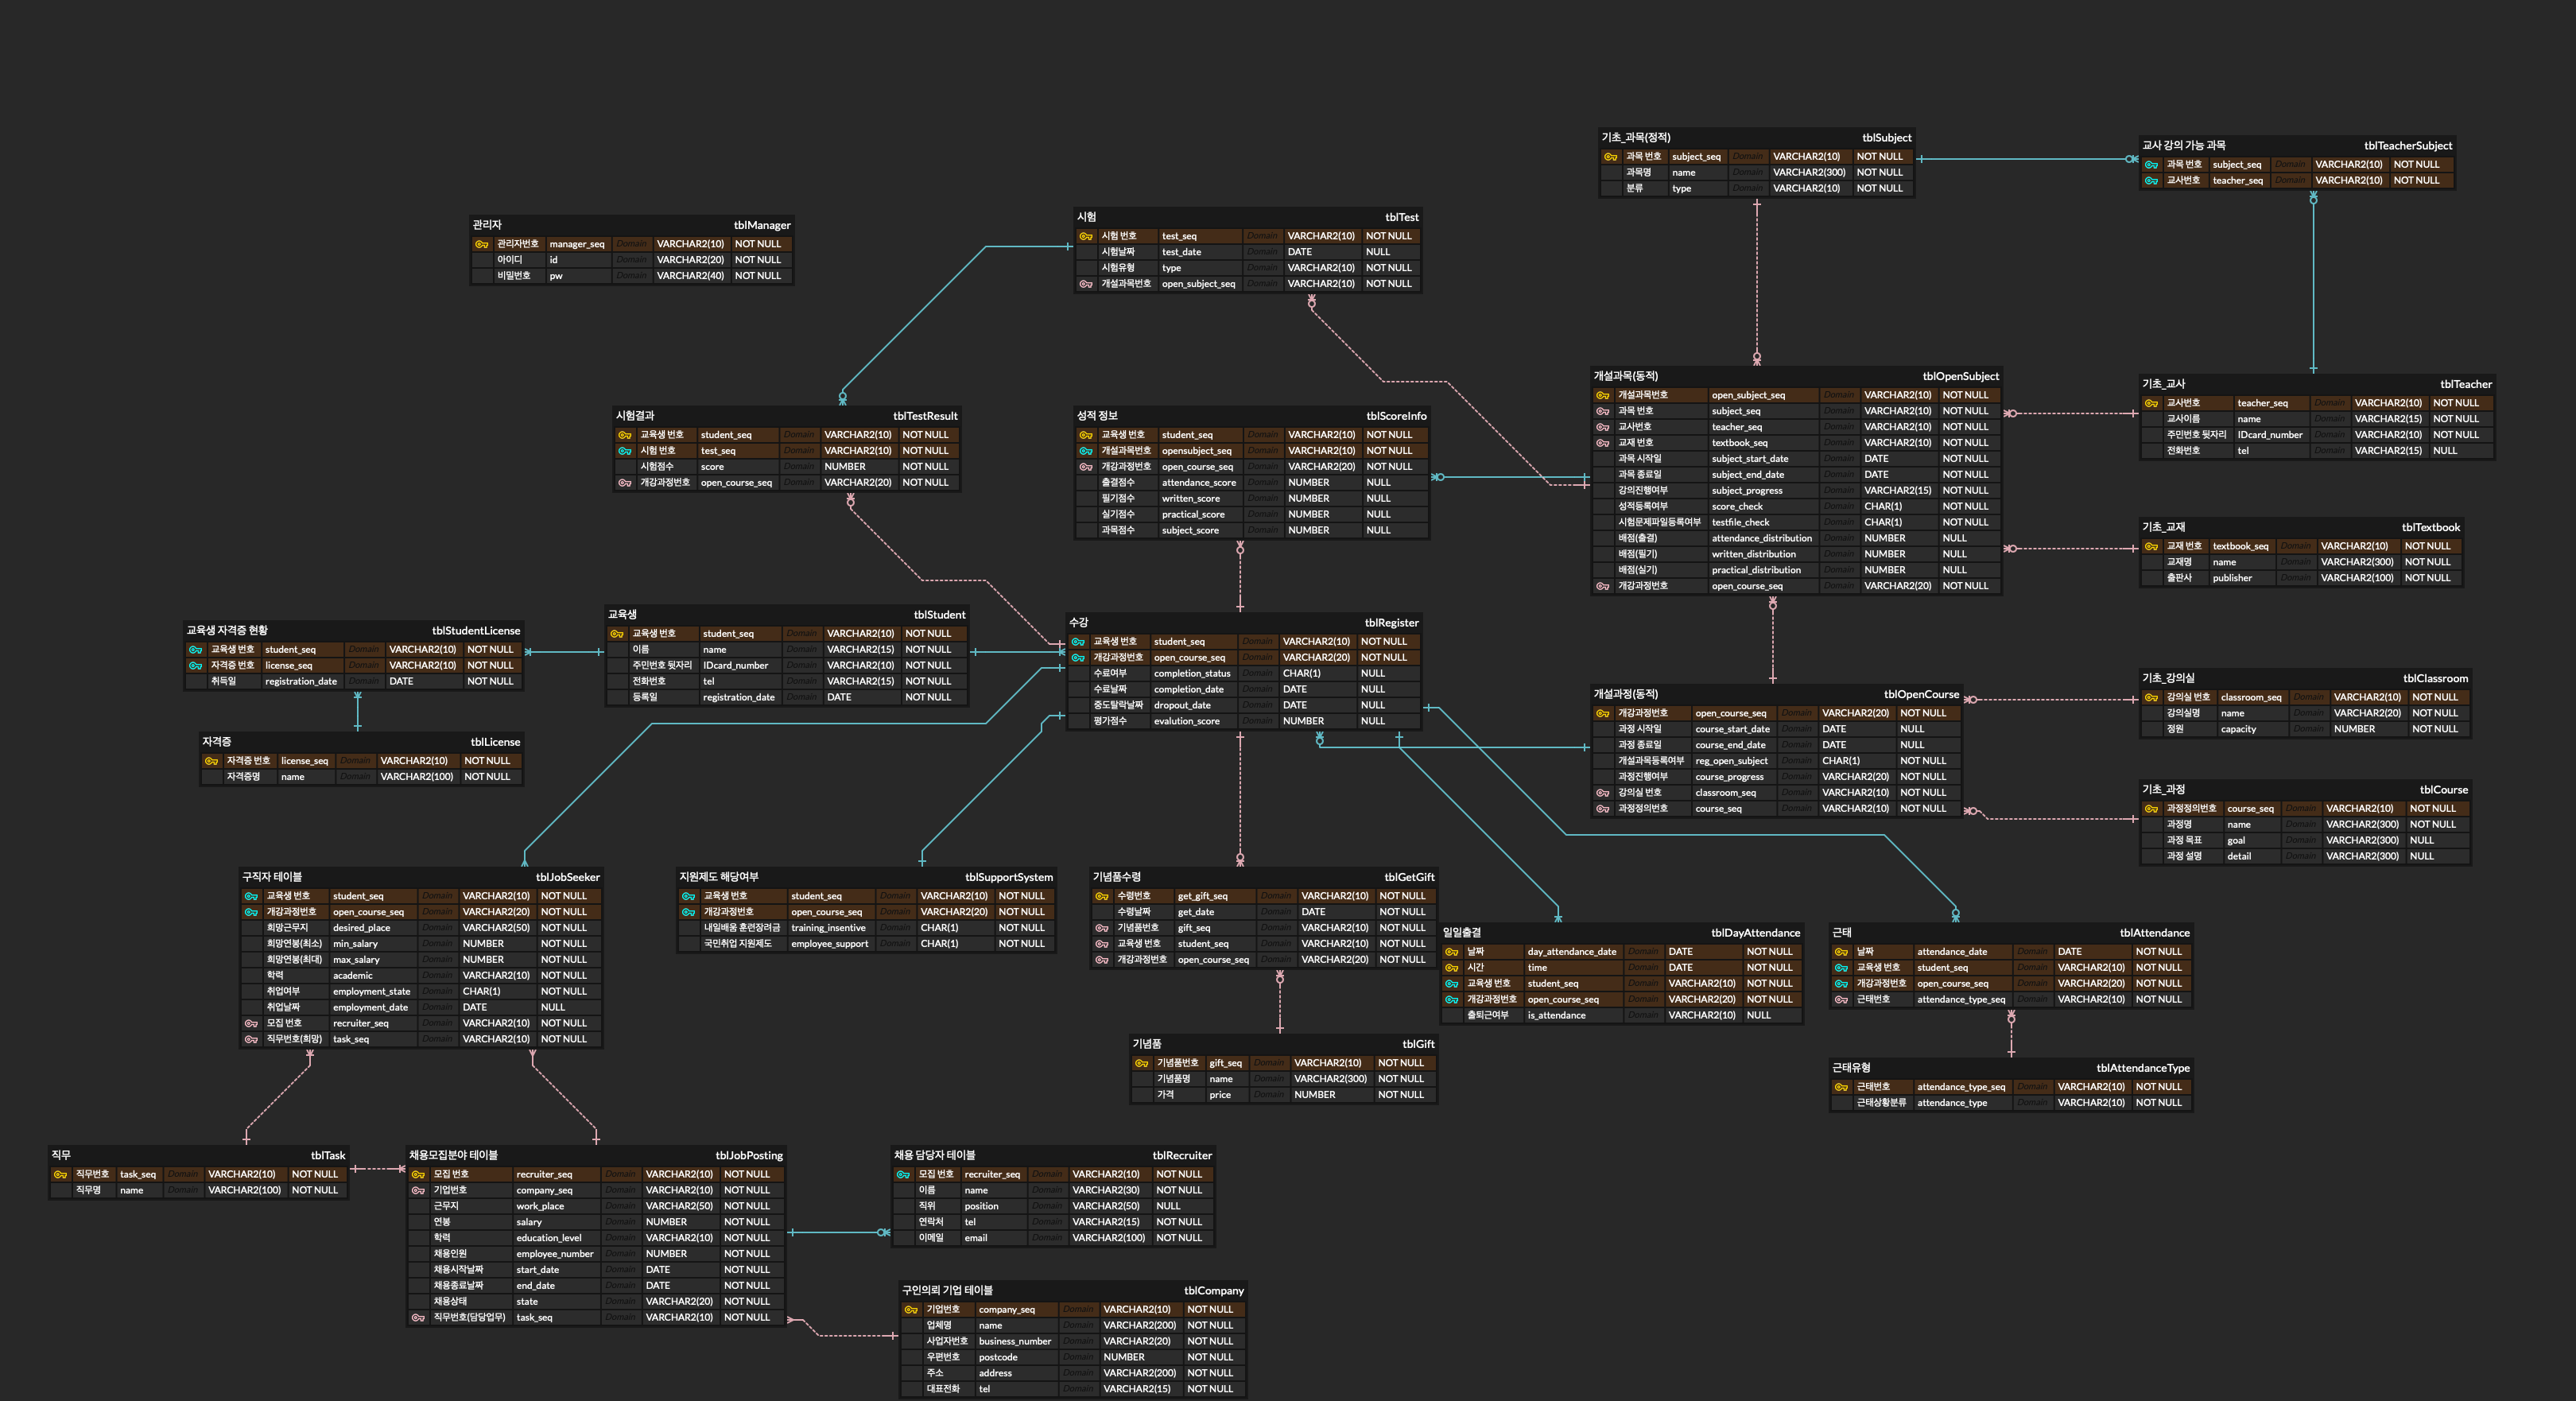 기초_과목(정적) tblSubject
과목 번호 subject_seq Domain VARCHAR2(10) NOT NULL
과목명 name Domain VARCHAR2(300) NOT NULL
분류 type Domain VARCHAR2(10) NOT NULL
교사 강의 가능 과목 tblTeacherSubject
과목 번호 subject_seq Domain VARCHAR2(10) NOT NULL
교사번호 teacher_seq Domain VARCHAR2(10) NOT NULL
관리자 tblManager
관리자번호 manager_seq Domain VARCHAR2(10) NOT NULL
아이디 id Domain VARCHAR2(20) NOT NULL
비밀번호 pw Domain VARCHAR2(40) NOT NULL
시험 tblTest
시험 번호 test_seq Domain VARCHAR2(10) NOT NULL
시험날짜 test_date Domain DATE NULL
시험유형 type Domain VARCHAR2(10) NOT NULL
개설과목번호 open_subject_seq Domain VARCHAR2(10) NOT NULL
개설과목(동적) tblOpenSubject
개설과목번호 open_subject_seq Domain VARCHAR2(10) NOT NULL
과목 번호 subject_seq Domain VARCHAR2(10) NOT NULL
교사번호 teacher_seq Domain VARCHAR2(10) NOT NULL
교재 번호 textbook_seq Domain VARCHAR2(10) NOT NULL
과목 시작일 subject_start_date Domain DATE NOT NULL
과목 종료일 subject_end_date Domain DATE NOT NULL
강의진행여부 subject_progress Domain VARCHAR2(15) NOT NULL
성적등록여부 score_check Domain CHAR(1) NOT NULL
시험문제파일등록여부 testfile_check Domain CHAR(1) NOT NULL
배점(출결) attendance_distribution Domain NUMBER NULL
배점(필기) written_distribution Domain NUMBER NULL
배점(실기) practical_distribution Domain NUMBER NULL
개강과정번호 open_course_seq Domain VARCHAR2(20) NOT NULL
기초_교사 tblTeacher
교사번호 teacher_seq Domain VARCHAR2(10) NOT NULL
교사이름 name Domain VARCHAR2(15) NOT NULL
주민번호 뒷자리 IDcard_number Domain VARCHAR2(10) NOT NULL
전화번호 tel Domain VARCHAR2(15) NULL
시험결과 tblTestResult
교육생 번호 student_seq Domain VARCHAR2(10) NOT NULL
시험 번호 test_seq Domain VARCHAR2(10) NOT NULL
시험점수 score Domain NUMBER NOT NULL
개강과정번호 open_course_seq Domain VARCHAR2(20) NOT NULL
성적 정보 tblScoreInfo
교육생 번호 student_seq Domain VARCHAR2(10) NOT NULL
개설과목번호 opensubject_seq Domain VARCHAR2(10) NOT NULL
개강과정번호 open_course_seq Domain VARCHAR2(20) NOT NULL
출결점수 attendance_score Domain NUMBER NULL
필기점수 written_score Domain NUMBER NULL
실기점수 practical_score Domain NUMBER NULL
과목점수 subject_score Domain NUMBER NULL
기초_교재 tblTextbook
교재 번호 textbook_seq Domain VARCHAR2(10) NOT NULL
교재명 name Domain VARCHAR2(300) NOT NULL
출판사 publisher Domain VARCHAR2(100) NOT NULL
교육생 자격증 현황 tblStudentLicense
교육생 번호 student_seq Domain VARCHAR2(10) NOT NULL
자격증 번호 license_seq Domain VARCHAR2(10) NOT NULL
취득일 registration_date Domain DATE NOT NULL
교육생 tblStudent
교육생 번호 student_seq Domain VARCHAR2(10) NOT NULL
이름 name Domain VARCHAR2(15) NOT NULL
주민번호 뒷자리 IDcard_number Domain VARCHAR2(10) NOT NULL
전화번호 tel Domain VARCHAR2(15) NOT NULL
등록일 registration_date Domain DATE NOT NULL
수강 tblRegister
교육생 번호 student_seq Domain VARCHAR2(10) NOT NULL
개강과정번호 open_course_seq Domain VARCHAR2(20) NOT NULL
수료여부 completion_status Domain CHAR(1) NULL
수료날짜 completion_date Domain DATE NULL
중도탈락날짜 dropout_date Domain DATE NULL
평가점수 evalution_score Domain NUMBER NULL
개설과정(동적) tblOpenCourse
개강과정번호 open_course_seq Domain VARCHAR2(20) NOT NULL
과정 시작일 course_start_date Domain DATE NULL
과정 종료일 course_end_date Domain DATE NULL
개설과목등록여부 reg_open_subject Domain CHAR(1) NOT NULL
과정진행여부 course_progress Domain VARCHAR2(20) NOT NULL
강의실 번호 classroom_seq Domain VARCHAR2(10) NOT NULL
과정정의번호 course_seq Domain VARCHAR2(10) NOT NULL
기초_강의실 tblClassroom
강의실 번호 classroom_seq Domain VARCHAR2(10) NOT NULL
강의실명 name Domain VARCHAR2(20) NOT NULL
정원 capacity Domain NUMBER NOT NULL
자격증 tblLicense
자격증 번호 license_seq Domain VARCHAR2(10) NOT NULL
자격증명 name Domain VARCHAR2(100) NOT NULL
기초_과정 tblCourse
과정정의번호 course_seq Domain VARCHAR2(10) NOT NULL
과정명 name Domain VARCHAR2(300) NOT NULL
과정 목표 goal Domain VARCHAR2(300) NULL
과정 설명 detail Domain VARCHAR2(300) NULL
구직자 테이블 tblJobSeeker
교육생 번호 student_seq Domain VARCHAR2(10) NOT NULL
개강과정번호 open_course_seq Domain VARCHAR2(20) NOT NULL
희망근무지 desired_place Domain VARCHAR2(50) NOT NULL
희망연봉(최소) min_salary Domain NUMBER NOT NULL
희망연봉(최대) max_salary Domain NUMBER NOT NULL
학력 academic Domain VARCHAR2(10) NOT NULL
취업여부 employment_state Domain CHAR(1) NOT NULL
취업날짜 employment_date Domain DATE NULL
모집 번호 recruiter_seq Domain VARCHAR2(10) NOT NULL
직무번호(희망) task_seq Domain VARCHAR2(10) NOT NULL
지원제도 해당여부 tblSupportSystem
교육생 번호 student_seq Domain VARCHAR2(10) NOT NULL
개강과정번호 open_course_seq Domain VARCHAR2(20) NOT NULL
내일배움 훈련장려금 training_insentive Domain CHAR(1) NOT NULL
국민취업 지원제도 employee_support Domain CHAR(1) NOT NULL
기념품수령 tblGetGift
수령번호 get_gift_seq Domain VARCHAR2(10) NOT NULL
수령날짜 get_date Domain DATE NOT NULL
기념품번호 gift_seq Domain VARCHAR2(10) NOT NULL
교육생 번호 student_seq Domain VARCHAR2(10) NOT NULL
개강과정번호 open_course_seq Domain VARCHAR2(20) NOT NULL
일일출결 tblDayAttendance
날짜 day_attendance_date Domain DATE NOT NULL
시간 time Domain DATE NOT NULL
교육생 번호 student_seq Domain VARCHAR2(10) NOT NULL
개강과정번호 open_course_seq Domain VARCHAR2(20) NOT NULL
출퇴근여부 is_attendance Domain VARCHAR2(10) NULL
근태 tblAttendance
날짜 attendance_date Domain DATE NOT NULL
교육생 번호 student_seq Domain VARCHAR2(10) NOT NULL
개강과정번호 open_course_seq Domain VARCHAR2(20) NOT NULL
근태번호 attendance_type_seq Domain VARCHAR2(10) NOT NULL
기념품 tblGift
기념품번호 gift_seq Domain VARCHAR2(10) NOT NULL
기념품명 name Domain VARCHAR2(300) NOT NULL
가격 price Domain NUMBER NOT NULL
근태유형 tblAttendanceType
근태번호 attendance_type_seq Domain VARCHAR2(10) NOT NULL
근태상황분류 attendance_type Domain VARCHAR2(10) NOT NULL
직무 tblTask
직무번호 task_seq Domain VARCHAR2(10) NOT NULL
직무명 name Domain VARCHAR2(100) NOT NULL
채용모집분야 테이블 tblJobPosting
모집 번호 recruiter_seq Domain VARCHAR2(10) NOT NULL
기업번호 company_seq Domain VARCHAR2(10) NOT NULL
근무지 work_place Domain VARCHAR2(50) NOT NULL
연봉 salary Domain NUMBER NOT NULL
학력 education_level Domain VARCHAR2(10) NOT NULL
채용인원 employee_number Domain NUMBER NOT NULL
채용시작날짜 start_date Domain DATE NOT NULL
채용종료날짜 end_date Domain DATE NOT NULL
채용상태 state Domain VARCHAR2(20) NOT NULL
직무번호(담당업무) task_seq Domain VARCHAR2(10) NOT NULL
채용 담당자 테이블 tblRecruiter
모집 번호 recruiter_seq Domain VARCHAR2(10) NOT NULL
이름 name Domain VARCHAR2(30) NOT NULL
직위 position Domain VARCHAR2(50) NULL
연락처 tel Domain VARCHAR2(15) NOT NULL
이메일 email Domain VARCHAR2(100) NOT NULL
구인의뢰 기업 테이블 tblCompany
기업번호 company_seq Domain VARCHAR2(10) NOT NULL
업체명 name Domain VARCHAR2(200) NOT NULL
사업자번호 business_number Domain VARCHAR2(20) NOT NULL
우편번호 postcode Domain NUMBER NOT NULL
주소 address Domain VARCHAR2(200) NOT NULL
대표전화 tel Domain VARCHAR2(15) NOT NULL